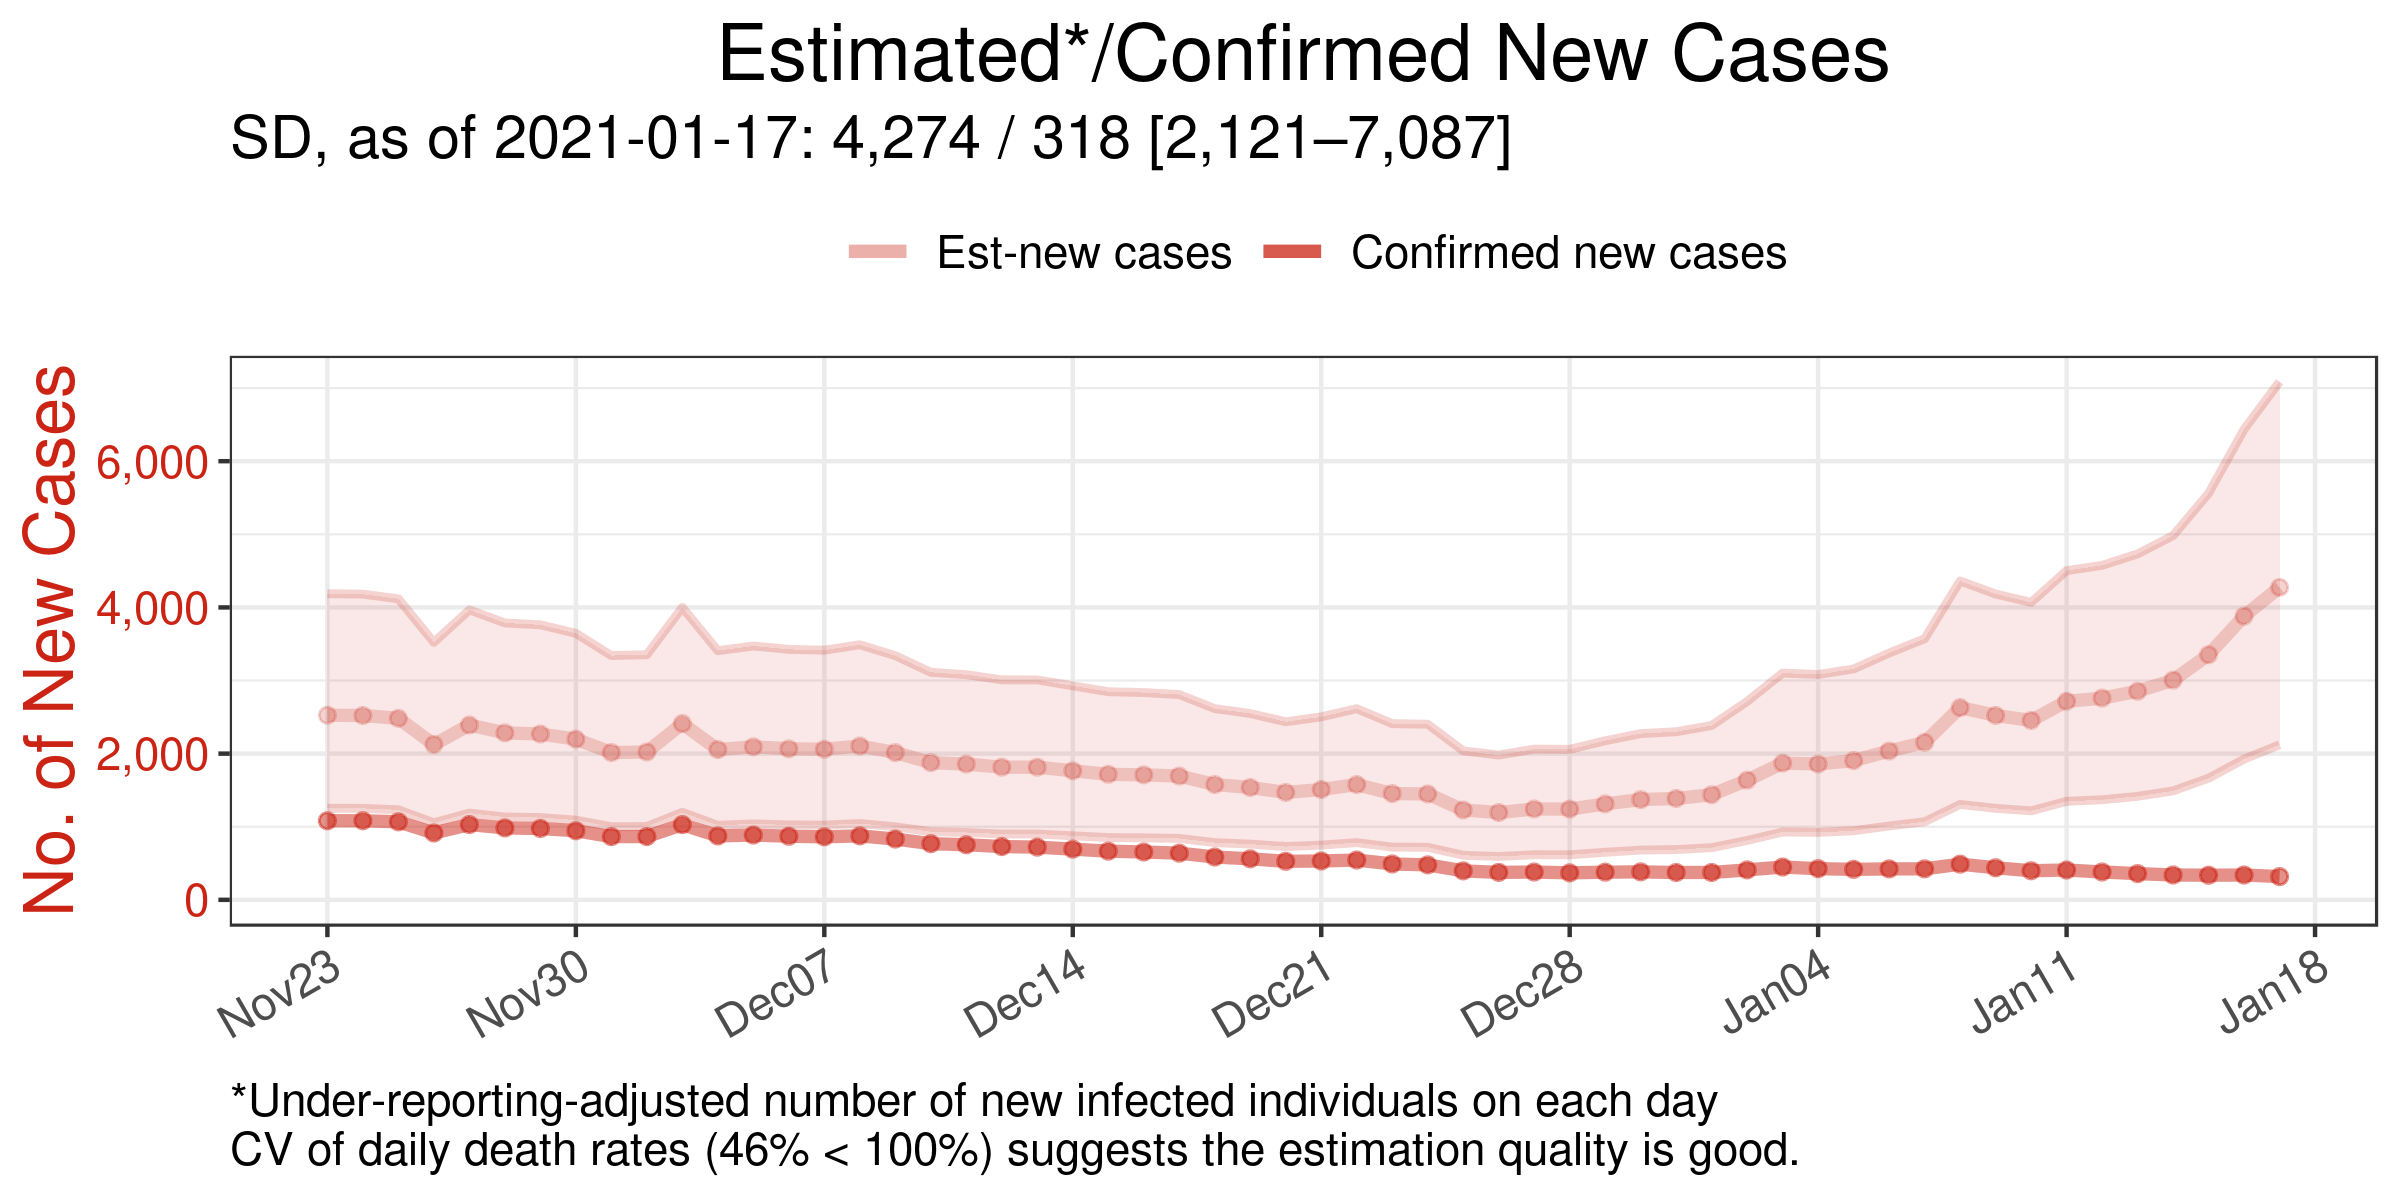 Estimated*/Confirmed New Cases
SD, as of 2021-01-17: 4,274 / 318 [2,121–7,087]
Est-new cases
Confirmed new cases
No. of New Cases
6,000
4,000
2,000
0
Nov23
Nov30
Dec07
Dec14
Dec21
Dec28
Jan04
Jan11
Jan18
*Under-reporting-adjusted number of new infected individuals on each day
CV of daily death rates (46% < 100%) suggests the estimation quality is good.